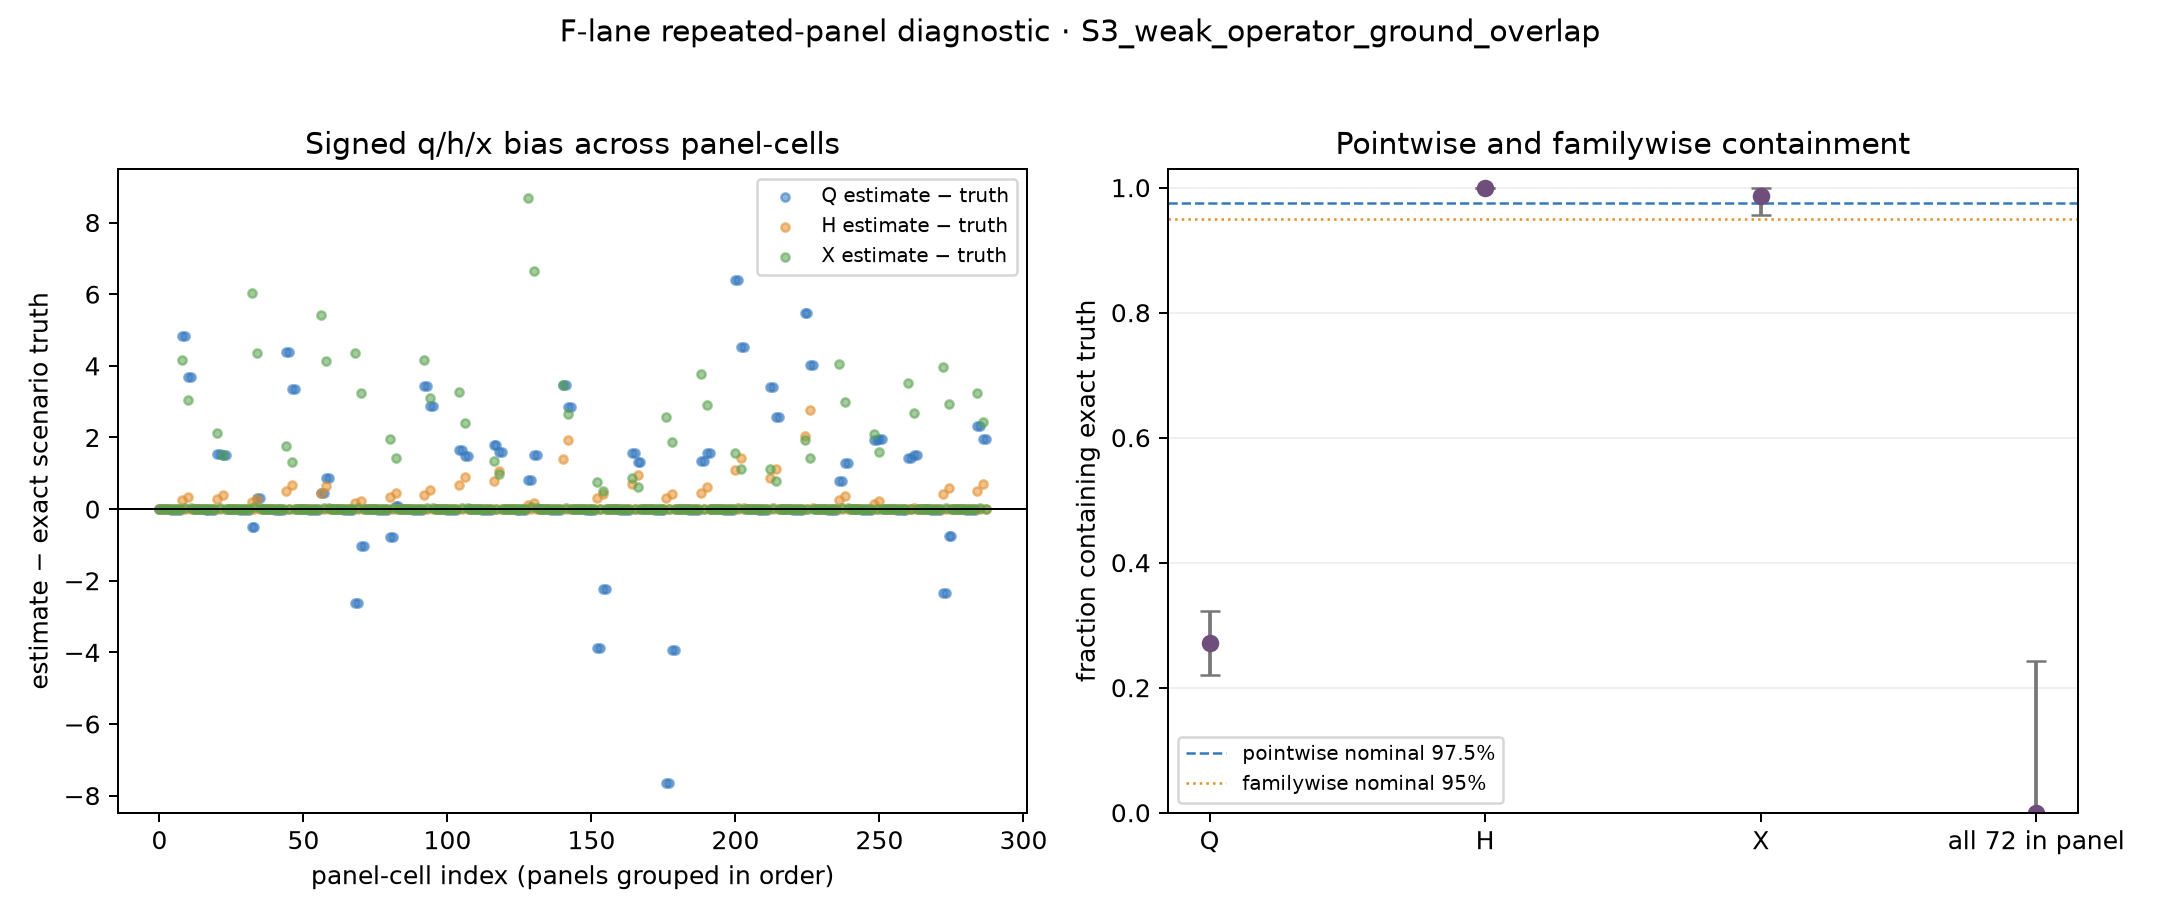 F-lane repeated-panel diagnostic · S3_weak_operator_ground_overlap
Signed q/h/x bias across panel-cells
Q estimate − truth
H estimate − truth
X estimate − truth
estimate − exact scenario truth
8
6
4
2
0
−2
−4
−6
−8
0 50 100 150 200 250 300
panel-cell index (panels grouped in order)
Pointwise and familywise containment
fraction containing exact truth
1.0
0.8
0.6
0.4
0.2
0.0
pointwise nominal 97.5%
familywise nominal 95%
Q H X all 72 in panel